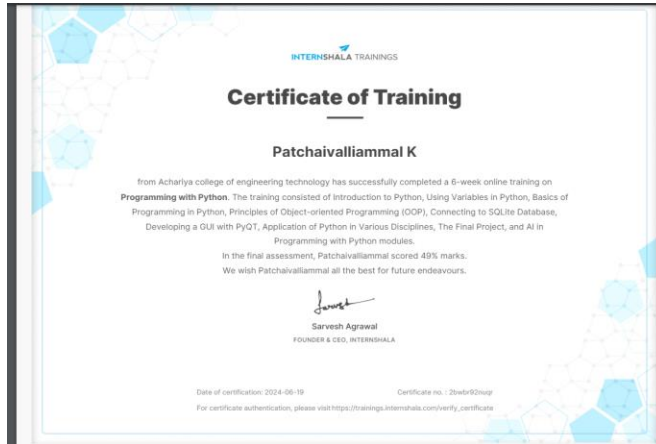 INTERNSHALA TRAININGS
Certificate of Training
Patchaivalliammal K
from Achariya college of engineering technology has successfully completed a 6-week online training on
Programming with Python. The training consisted of Introduction to Python, Using Variables in Python, Basics of
Programming in Python, Principles of Object-oriented Programming (OOP), Connecting to SQLite Database,
Developing a GUI with PyQT, Application of Python in Various Disciplines, The Final Project, and AI in
Programming with Python modules.
In the final assessment, Patchaivalliammal scored 49% marks.
We wish Patchaivalliammal all the best for future endeavours.
Sarvesh Agrawal
FOUNDER & CEO, INTERNSHALA
Date of certification: 2024-06-19 Certificate no. : 2bwbr92nuqr
For certificate authentication, please visit https://trainings.internshala.com/verify_certificate